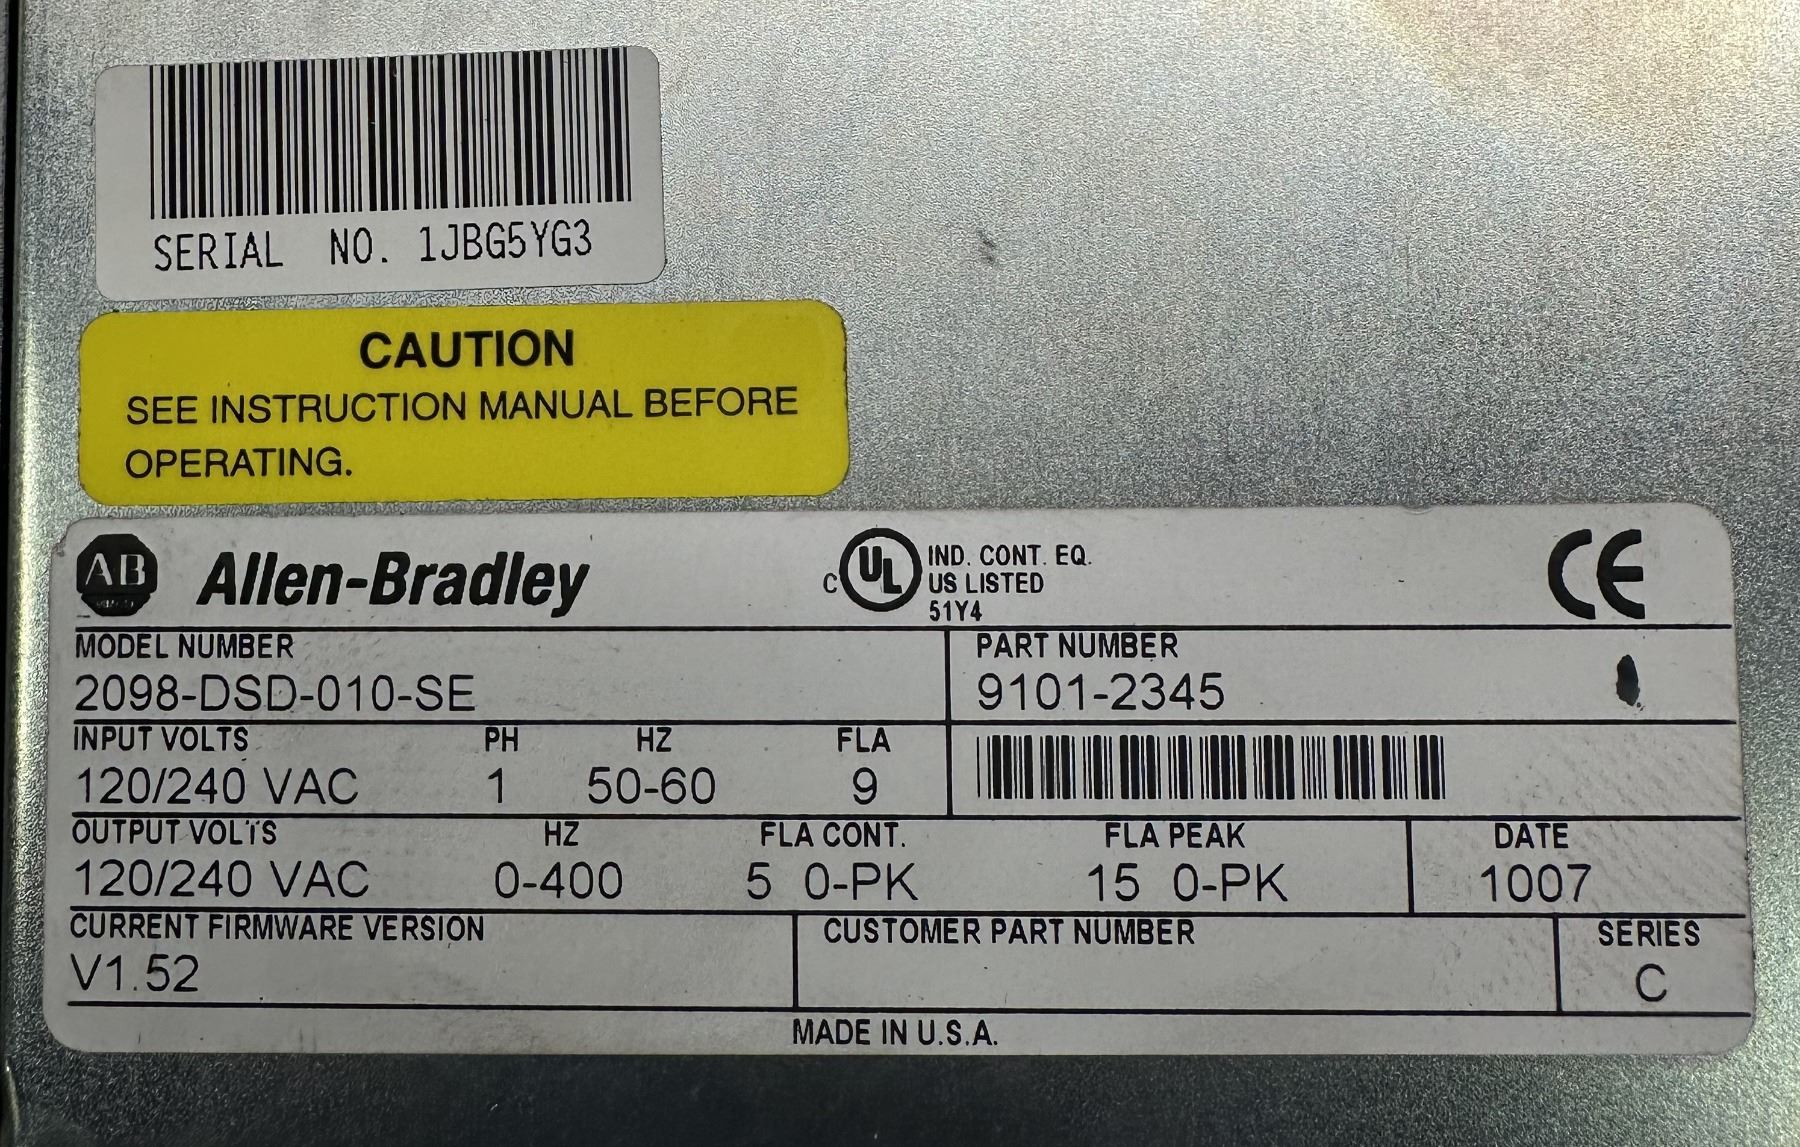 SERIAL NO. 1JBG5YG3
CAUTION
SEE INSTRUCTION MANUAL BEFORE
OPERATING.
AB Allen-Bradley
C UL IND. CONT. EQ.
US LISTED
51Y4
CE
MODEL NUMBER
2098-DSD-010-SE
PART NUMBER
9101-2345
INPUT VOLTS PH HZ FLA
120/240 VAC 1 50-60 9
OUTPUT VOLTS HZ FLA CONT. FLA PEAK DATE
120/240 VAC 0-400 5 0-PK 15 0-PK 1007
CURRENT FIRMWARE VERSION
V1.52
CUSTOMER PART NUMBER
SERIES
C
MADE IN U.S.A.